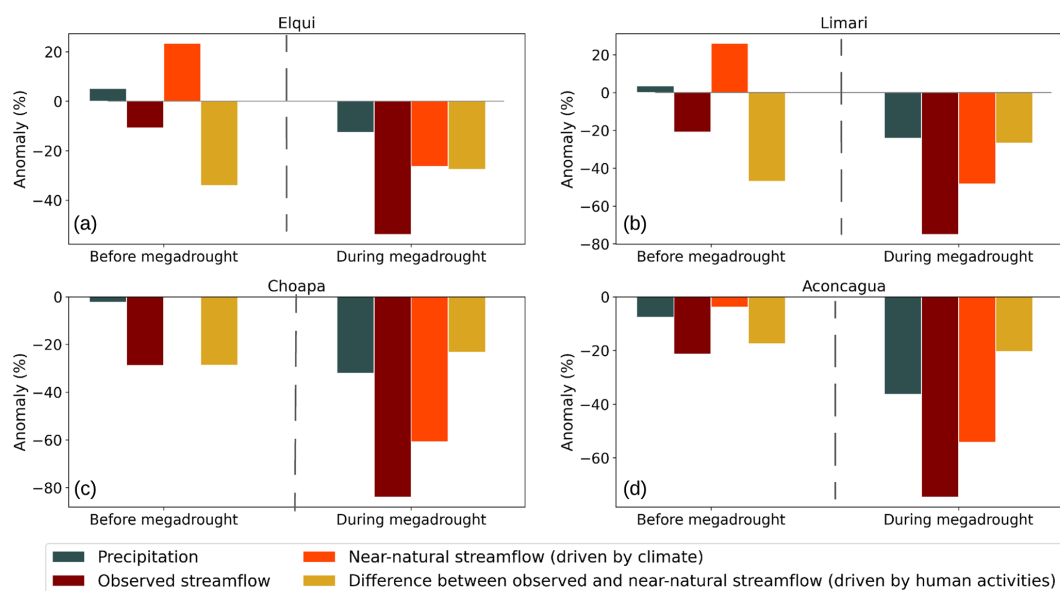 Elqui
Limari
20
0
−20
−40
Anomaly (%)
(a)
Before megadrought
During megadrought
20
0
−20
−40
−60
−80
Anomaly (%)
(b)
Before megadrought
During megadrought
Choapa
Aconcagua
0
−20
−40
−60
−80
Anomaly (%)
(c)
Before megadrought
During megadrought
0
−20
−40
−60
Anomaly (%)
(d)
Before megadrought
During megadrought
Precipitation
Observed streamflow
Near-natural streamflow (driven by climate)
Difference between observed and near-natural streamflow (driven by human activities)